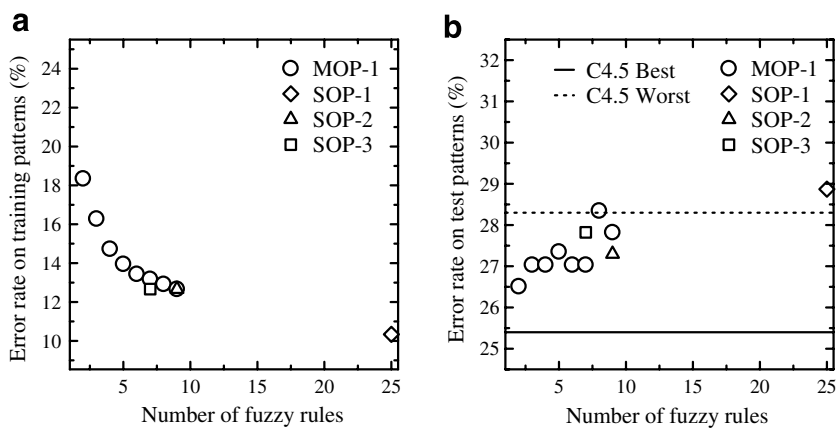 a
Error rate on training patterns (%)
24
22
20
18
16
14
12
10
5
10
15
20
25
Number of fuzzy rules
MOP-1
SOP-1
SOP-2
SOP-3
b
Error rate on test patterns (%)
32
31
30
29
28
27
26
25
5
10
15
20
25
Number of fuzzy rules
C4.5 Best
C4.5 Worst
MOP-1
SOP-1
SOP-2
SOP-3